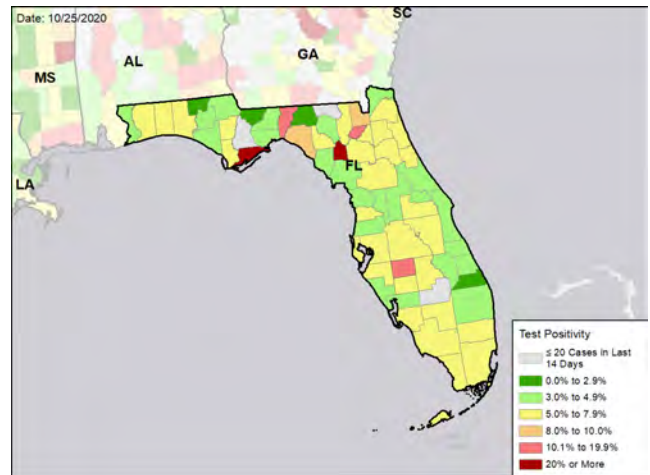 Date: 10/25/2020
SC
AL
GA
MS
FL
LA
Test Positivity
≤ 20 Cases in Last
14 Days
0.0% to 2.9%
3.0% to 4.9%
5.0% to 7.9%
8.0% to 10.0%
10.1% to 19.9%
20% or More